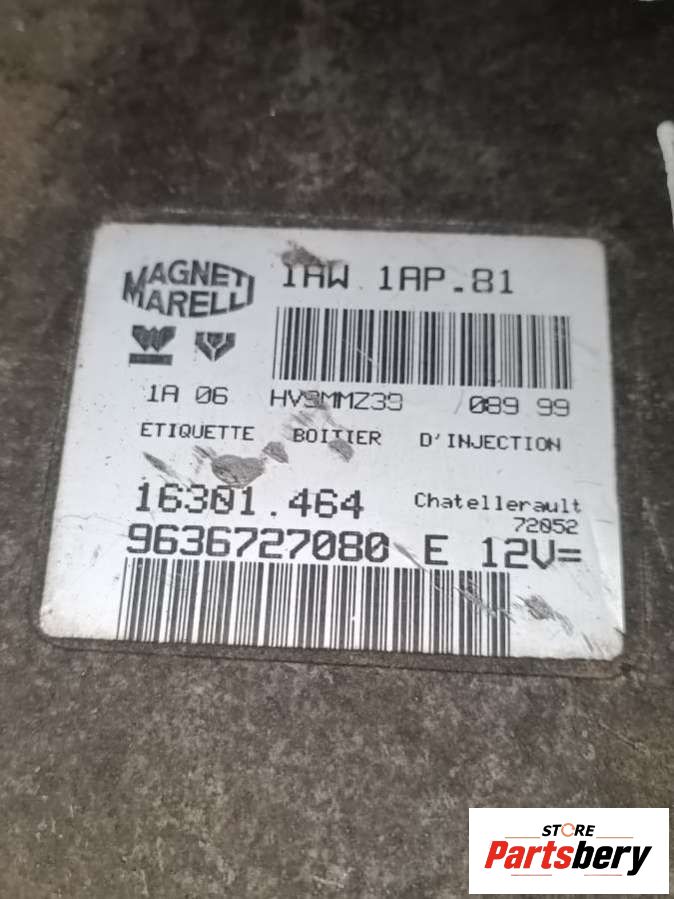 MAGNETI
MARELLI
IAW 1AP.81
1A 06 089 99
ETIQUETTE BOITIER D'INJECTION
16301.464 Chatellerault
72052
9636727080 E 12V=
STORE
Partsbery